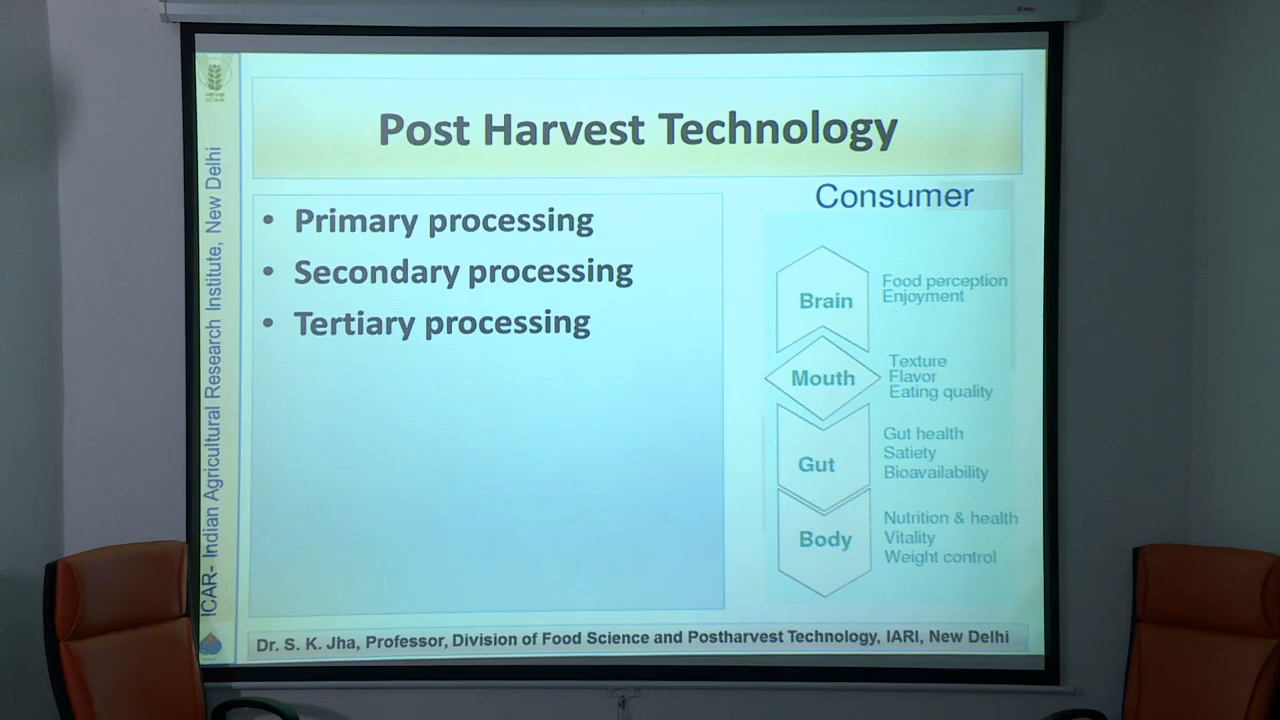 Post Harvest Technology
ICAR- Indian Agricultural Research Institute, New Delhi
• Primary processing
• Secondary processing
• Tertiary processing
Consumer
Brain
Food perception
Enjoyment
Mouth
Texture
Flavor
Eating quality
Gut
Gut health
Satiety
Bioavailability
Body
Nutrition & health
Vitality
Weight control
Dr. S. K. Jha, Professor, Division of Food Science and Postharvest Technology, IARI, New Delhi